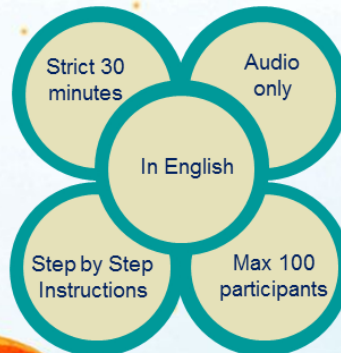 Strict 30
minutes
Audio
only
In English
Step by Step
Instructions
Max 100
participants